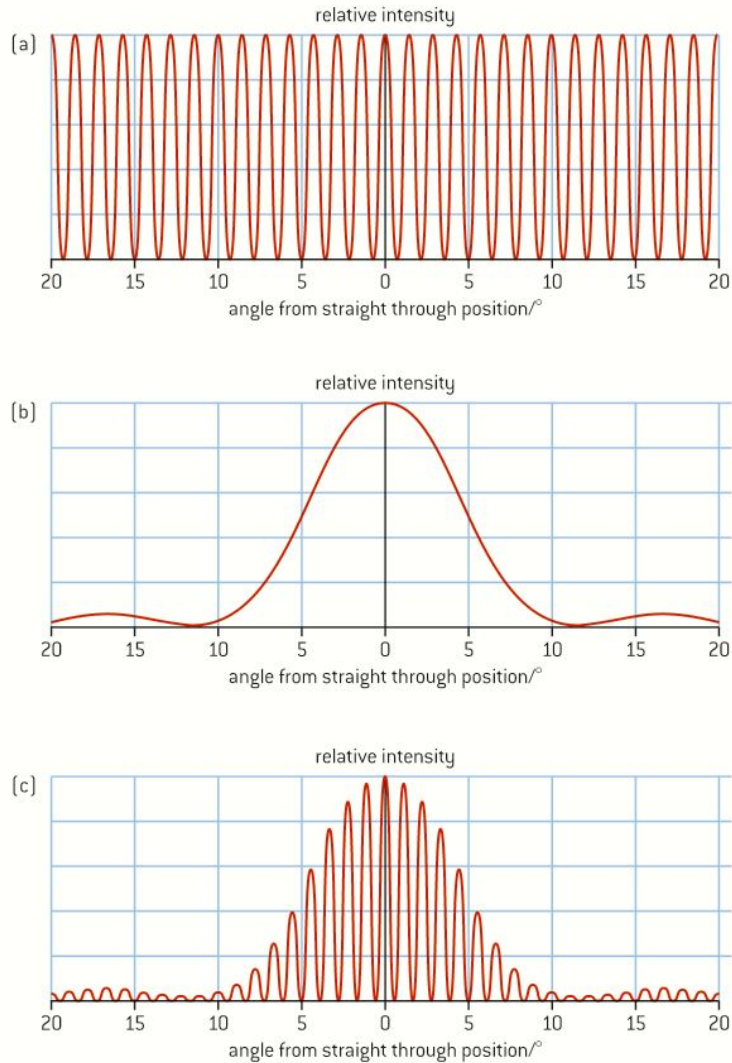 relative intensity
(a)
20 15 10 5 0 5 10 15 20
angle from straight through position/°
relative intensity
(b)
20 15 10 5 0 5 10 15 20
angle from straight through position/°
relative intensity
(c)
20 15 10 5 0 5 10 15 20
angle from straight through position/°